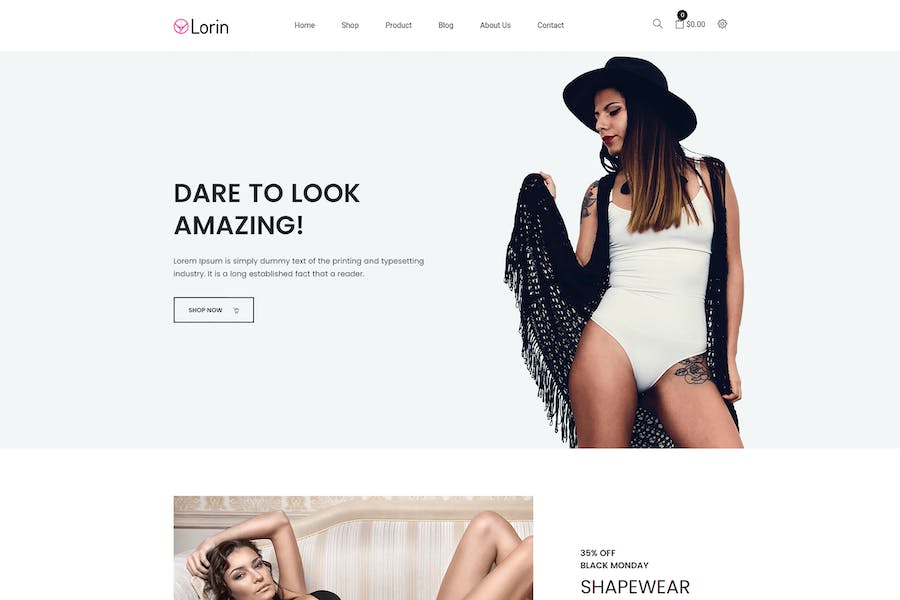 Lorin
Home Shop Product Blog About Us Contact
0
$0.00
DARE TO LOOK
AMAZING!
Lorem Ipsum is simply dummy text of the printing and typesetting
industry. It is a long established fact that a reader.
SHOP NOW
35% OFF
BLACK MONDAY
SHAPEWEAR